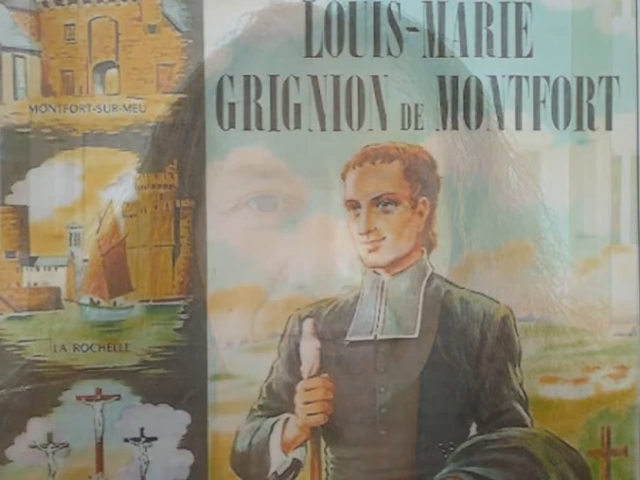 LOUIS-MARIE
GRIGNION DE MONTFORT
MONTFORT-SUR-MEU
LA ROCHELLE